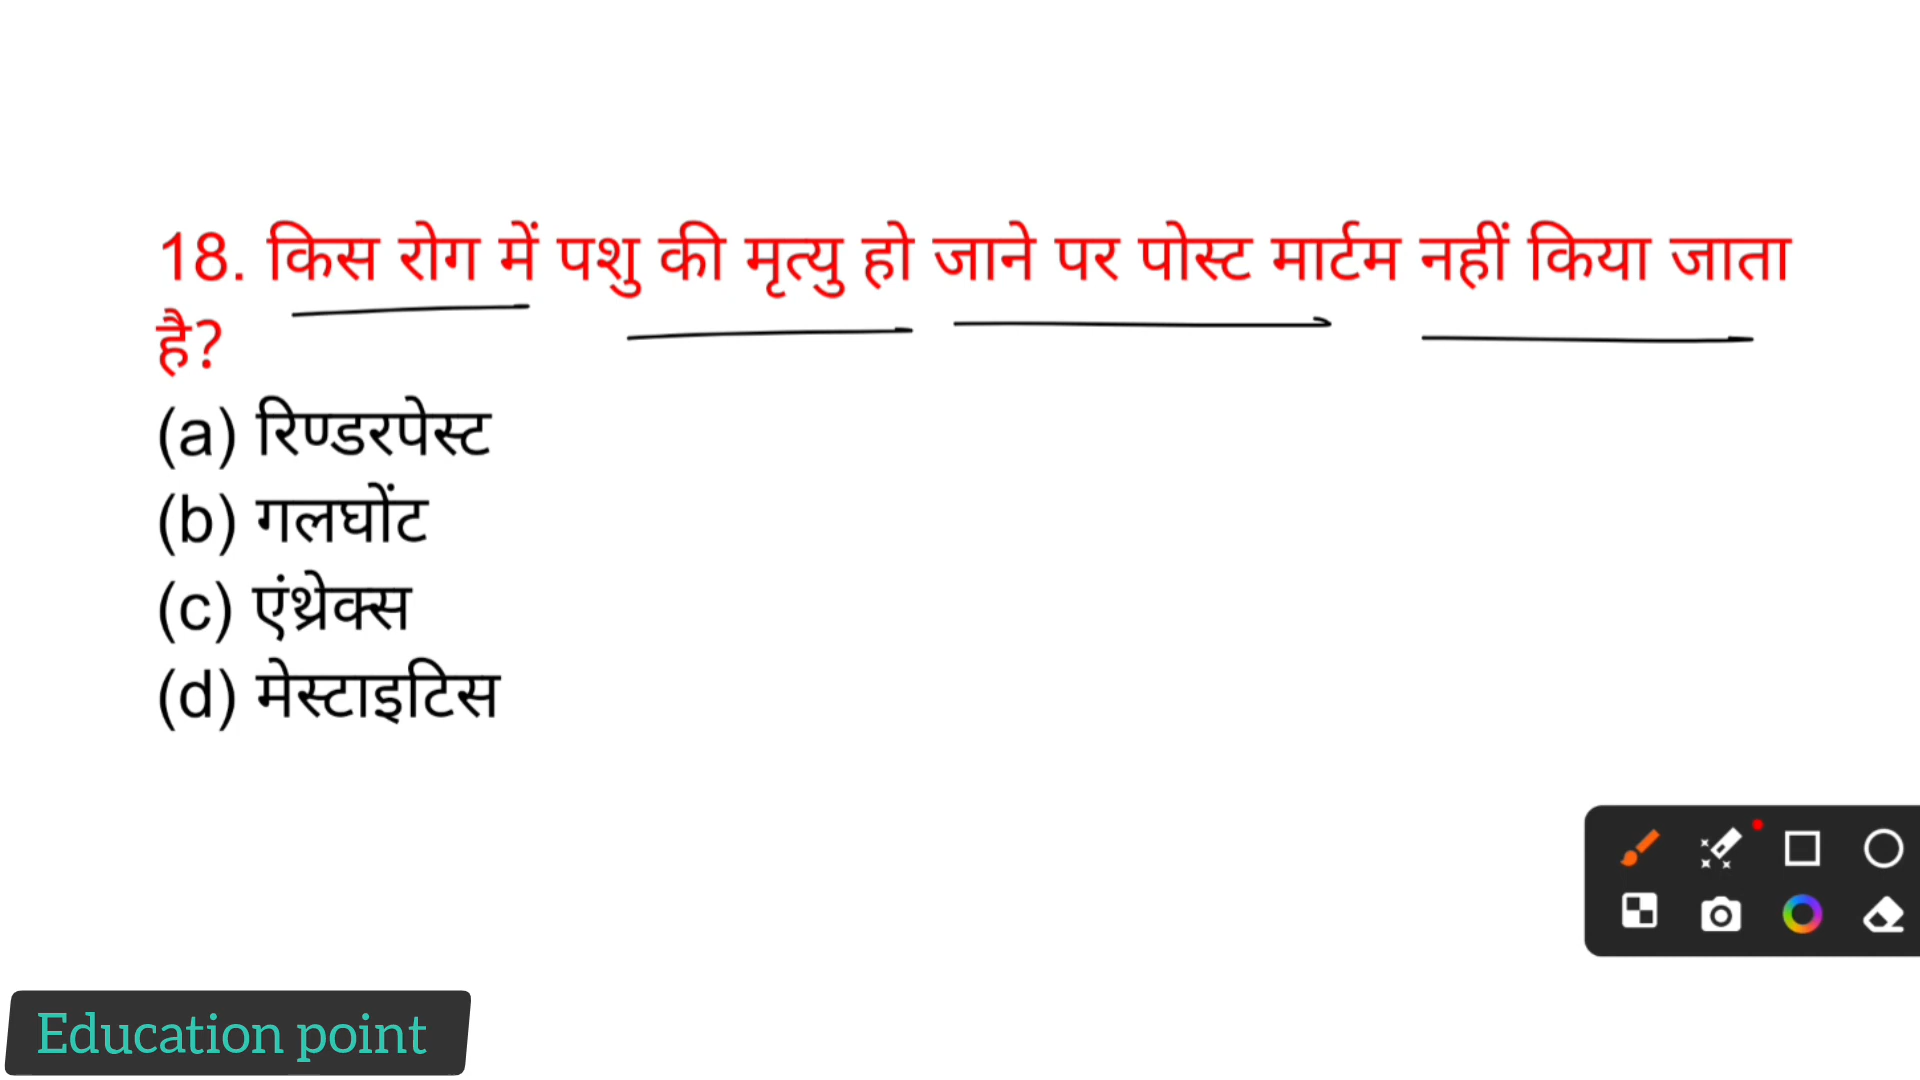 18. किस रोग में पशु की मृत्यु हो जाने पर पोस्ट मार्टम नहीं किया जाता
है?
(a) रिण्डरपेस्ट
(b) गलघोंट
(c) एंथ्रेक्स
(d) मेस्टाइटिस
Education point